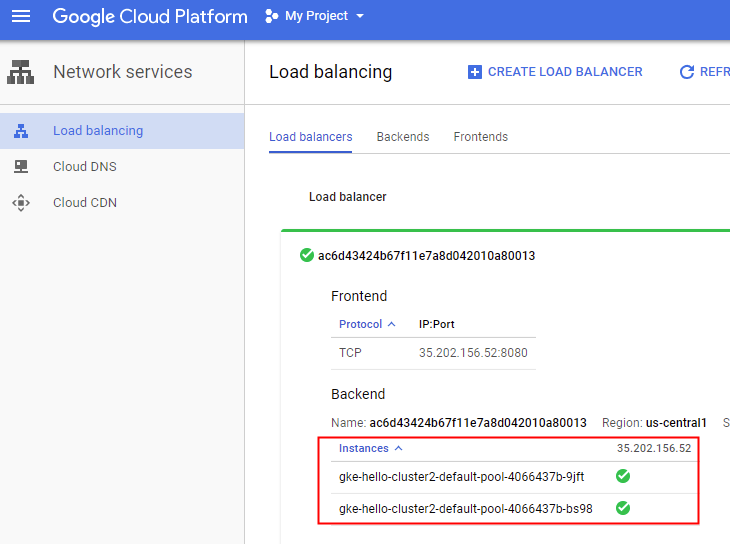 Google Cloud Platform My Project
Network services
Load balancing CREATE LOAD BALANCER REFR
Load balancing
Cloud DNS
Cloud CDN
Load balancers Backends Frontends
Load balancer
ac6d43424b67f11e7a8d042010a80013
Frontend
Protocol IP:Port
TCP 35.202.156.52:8080
Backend
Name: ac6d43424b67f11e7a8d042010a80013 Region: us-central1 S
Instances 35.202.156.52
gke-hello-cluster2-default-pool-4066437b-9jft
gke-hello-cluster2-default-pool-4066437b-bs98